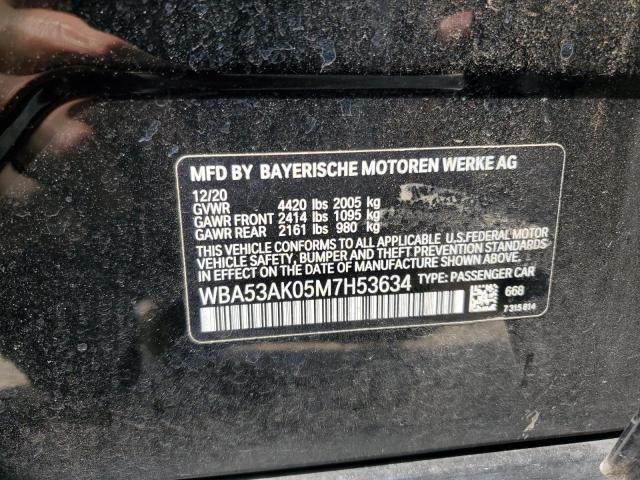 MFD BY BAYERISCHE MOTOREN WERKE AG
12/20
GVWR 4420 lbs 2005 kg
GAWR FRONT 2414 lbs 1095 kg
GAWR REAR 2161 lbs 980 kg
THIS VEHICLE CONFORMS TO ALL APPLICABLE U.S.FEDERAL MOTOR
VEHICLE SAFETY, BUMPER AND THEFT PREVENTION STANDARDS
IN EFFECT ON THE DATE OF MANUFACTURE SHOWN ABOVE.
WBA53AK05M7H53634 TYPE: PASSENGER CAR
668
7315814